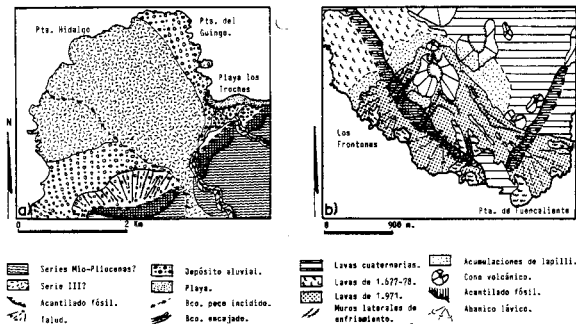 Pta. Hidalgo
Pta. del
Guingo.
Playa los
Troches
N
a)
0 2 Km
Los
Frontones
Pta. de Fuencaliente
b)
0 900 m.
Series Mio-Pliocenas?
Serie III?
Acantilado fósil.
Talud.
Depósito aluvial.
Playa.
Bco. poco incidido.
Bco. encajado.
Lavas cuaternarias.
Lavas de 1.677-78.
Lavas de 1.971.
Muros laterales de
enfriamiento.
Acumulaciones de lapilli.
Cono volcánico.
Acantilado fósil.
Abanico lávico.